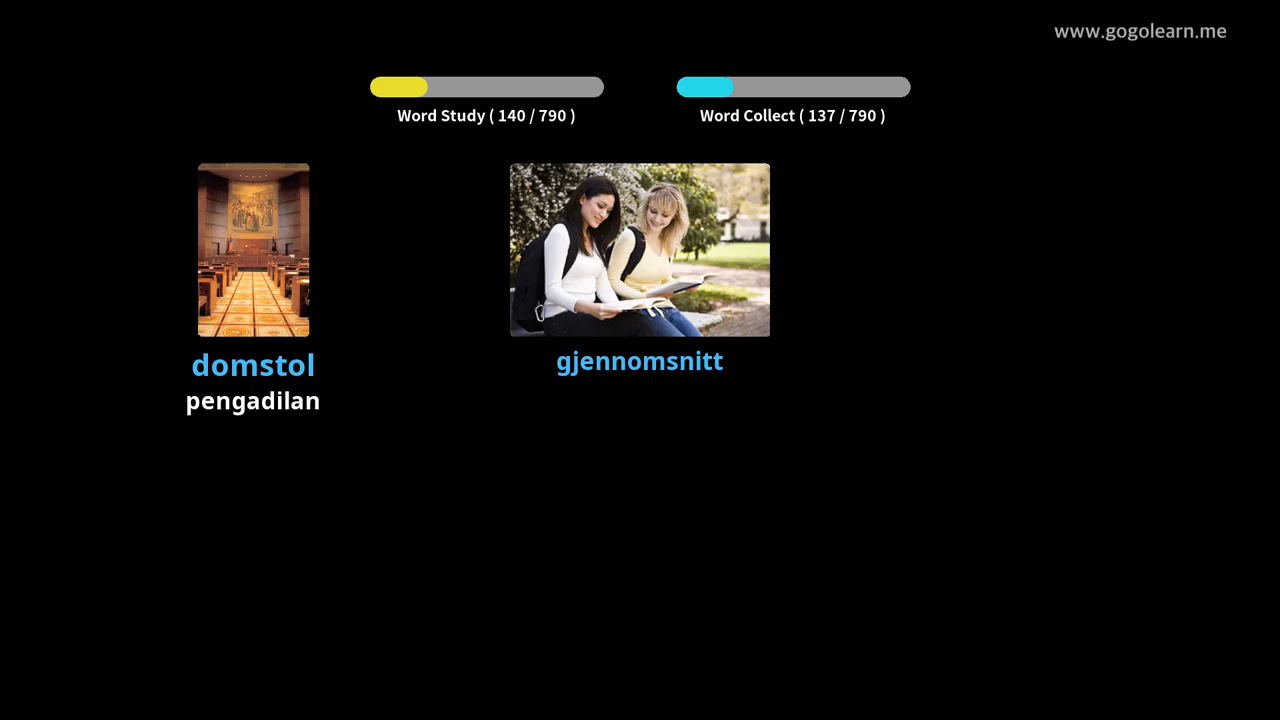 www.gogolearn.me
Word Study ( 140 / 790 )
Word Collect ( 137 / 790 )
domstol
pengadilan
gjennomsnitt